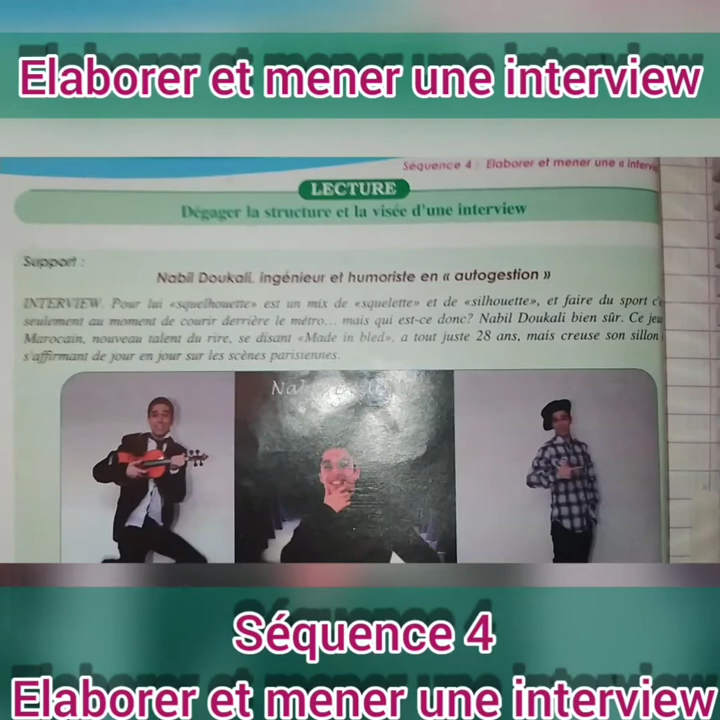 Elaborer et mener une interview
Séquence 4 : Elaborer et mener une « interv
LECTURE
Dégager la structure et la visée d'une interview
Support :
Nabil Doukali, ingénieur et humoriste en « autogestion »
INTERVIEW. Pour lui «squelhouette» est un mix de «squelette» et de «silhouette», et faire du sport c'e
seulement au moment de courir derrière le métro… mais qui est-ce donc? Nabil Doukali bien sûr. Ce jeu
Marocain, nouveau talent du rire, se disant «Made in bled», a tout juste 28 ans, mais creuse son sillon
s'affirmant de jour en jour sur les scènes parisiennes.
Séquence 4
Elaborer et mener une interview